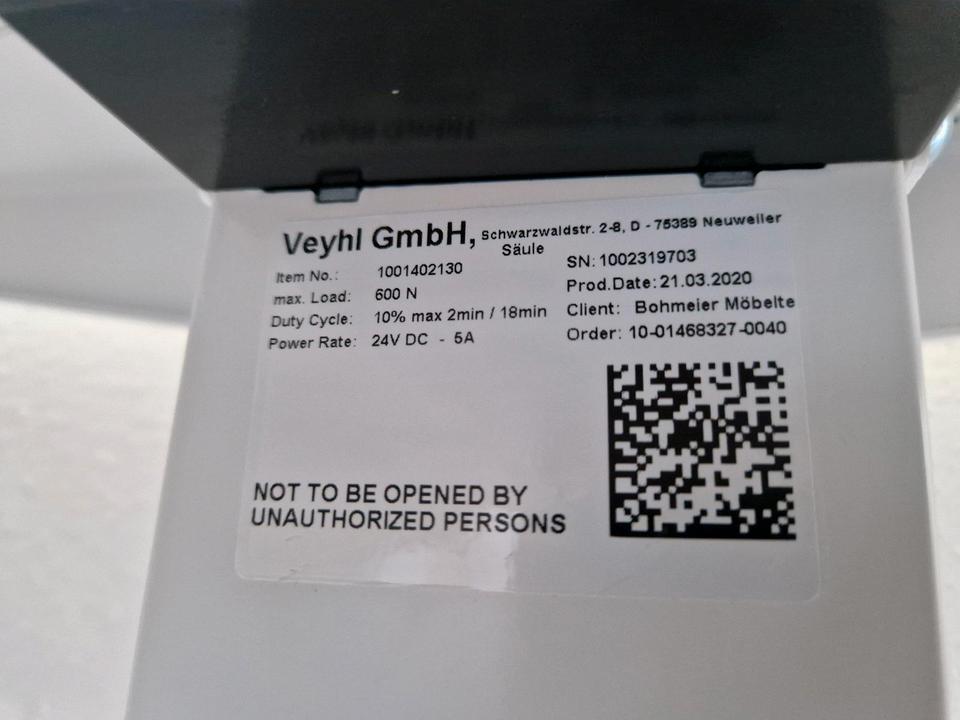 Veyhl GmbH, Schwarzwaldstr. 2-8, D - 75389 Neuweiler
Säule
Item No.: 1001402130
max. Load: 600 N
Duty Cycle: 10% max 2min / 18min
Power Rate: 24V DC - 5A
SN: 1002319703
Prod.Date: 21.03.2020
Client: Bohmeier Möbelte
Order: 10-01468327-0040
NOT TO BE OPENED BY
UNAUTHORIZED PERSONS